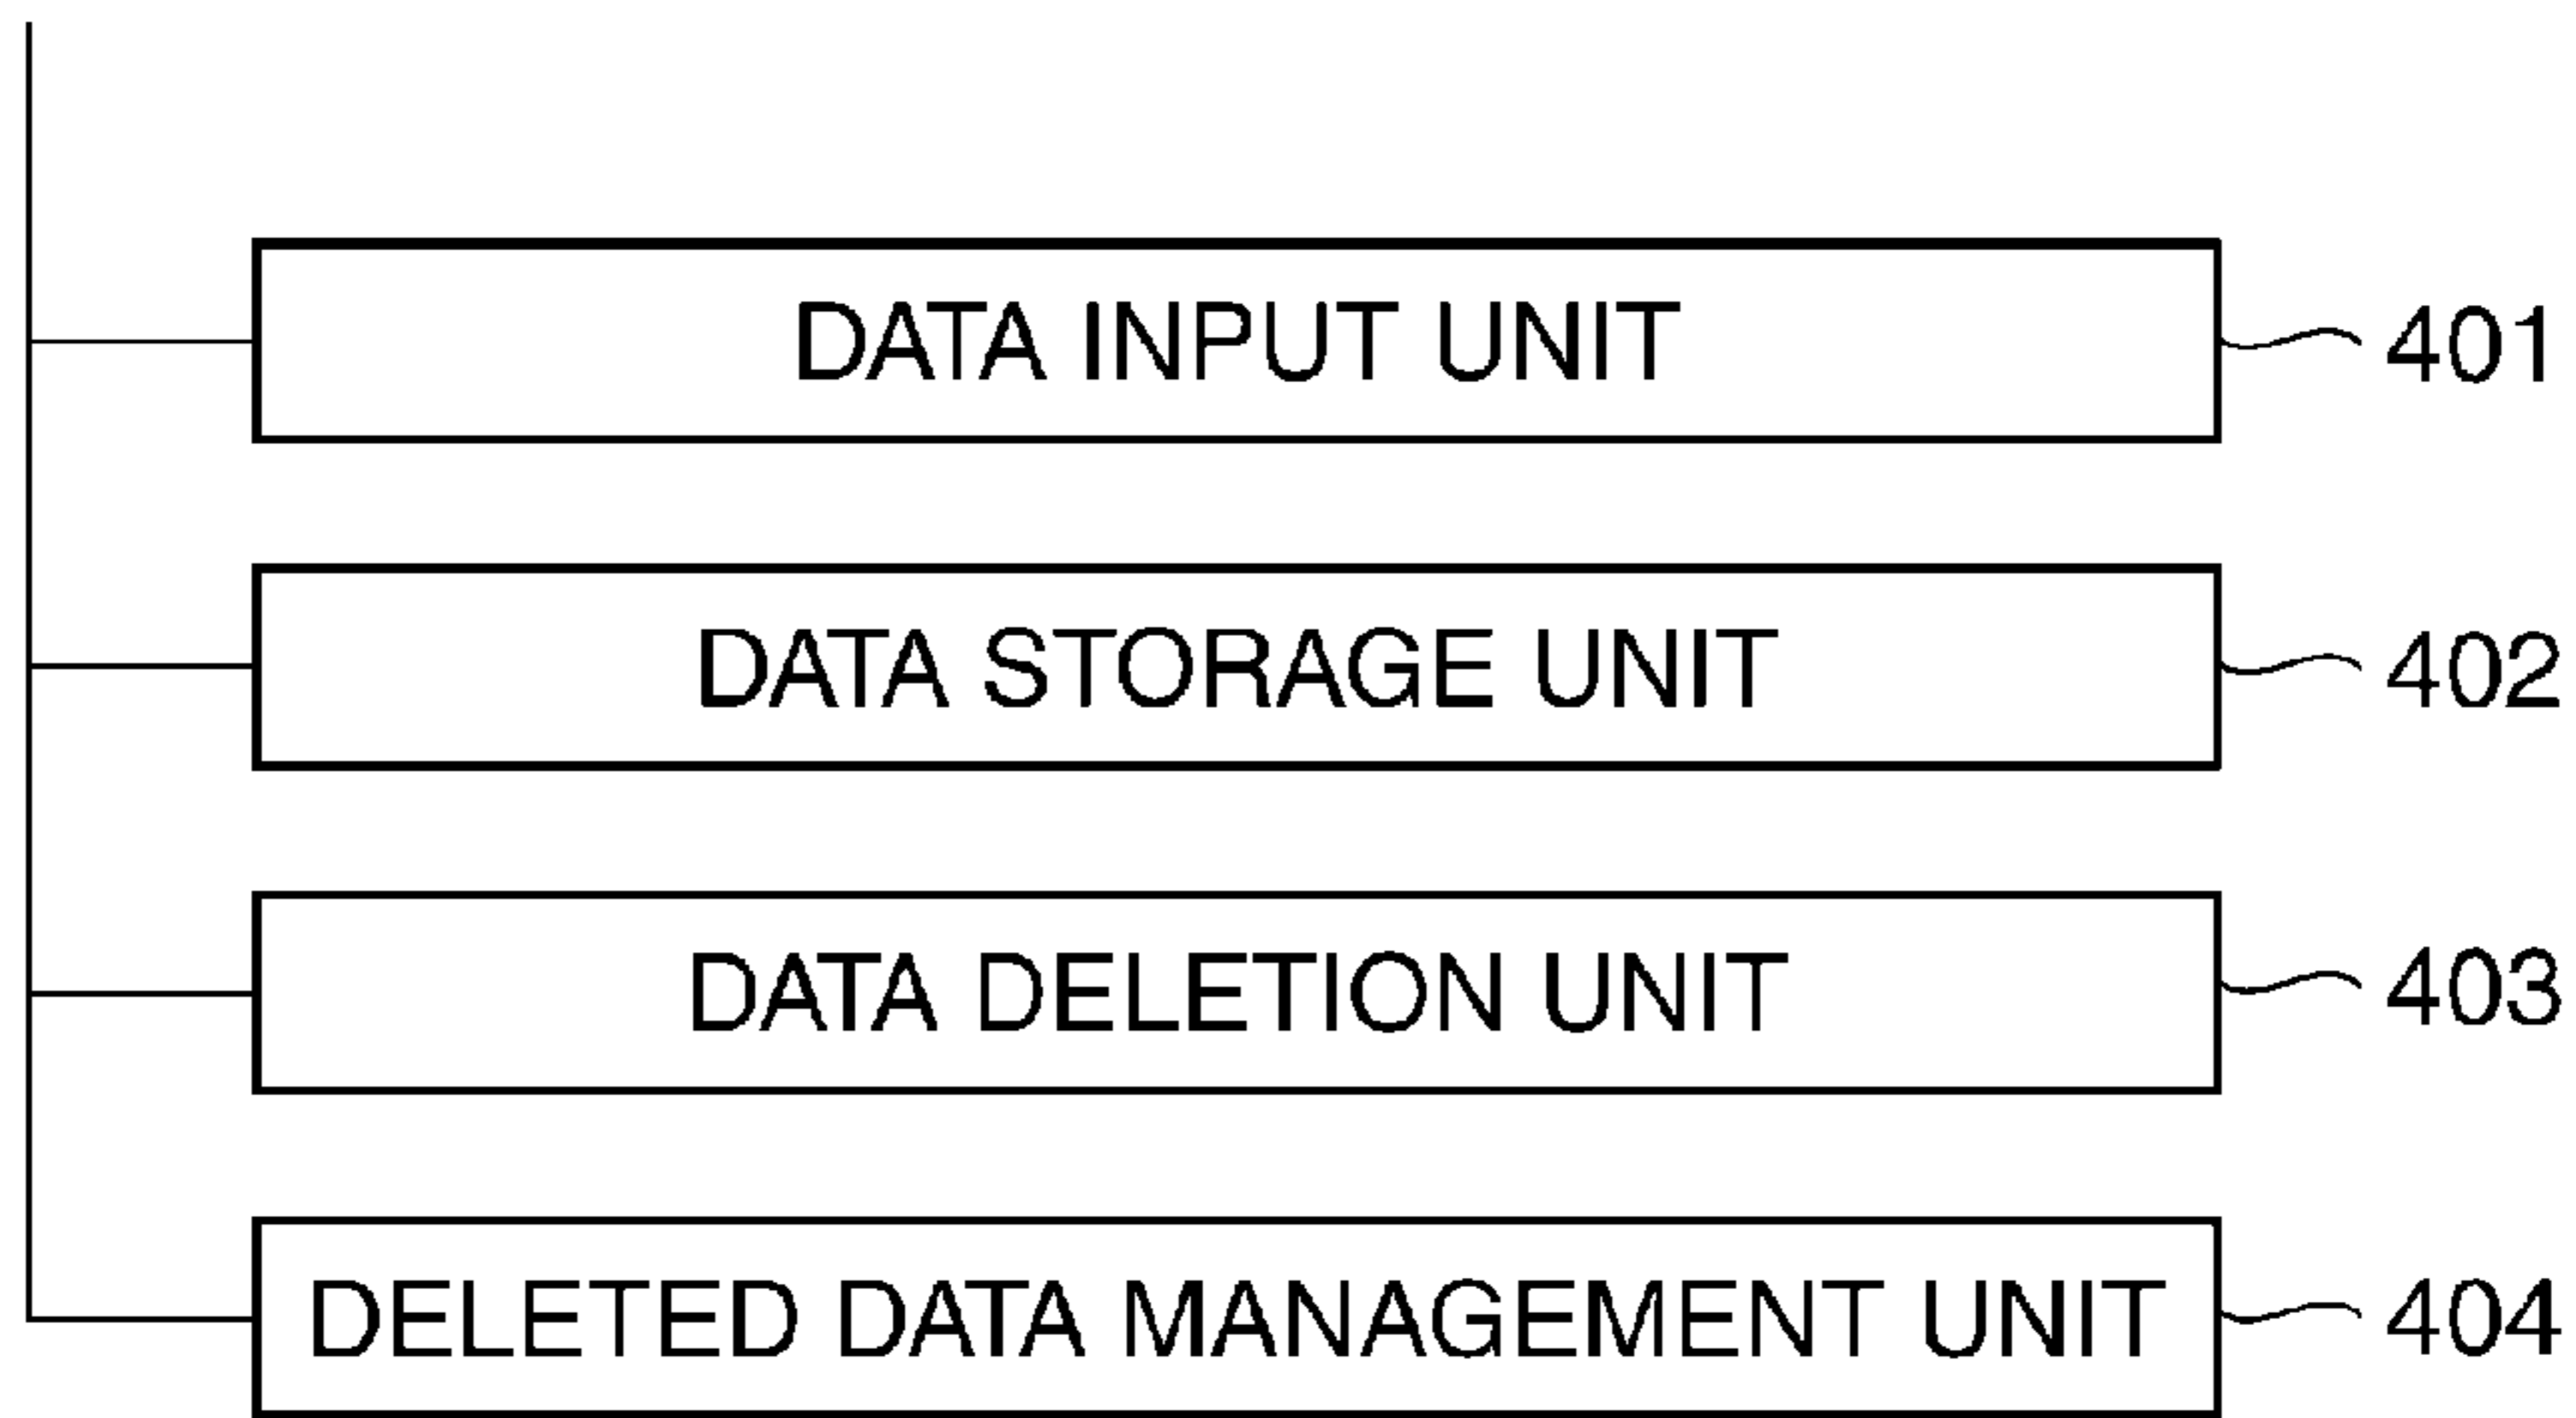 DATA INPUT UNIT 401
DATA STORAGE UNIT 402
DATA DELETION UNIT 403
DELETED DATA MANAGEMENT UNIT 404